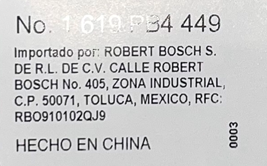 No. 1 619 PB4 449
Importado por: ROBERT BOSCH S.
DE R.L. DE C.V. CALLE ROBERT
BOSCH No. 405, ZONA INDUSTRIAL,
C.P. 50071, TOLUCA, MEXICO, RFC:
RBO910102QJ9
HECHO EN CHINA
0003